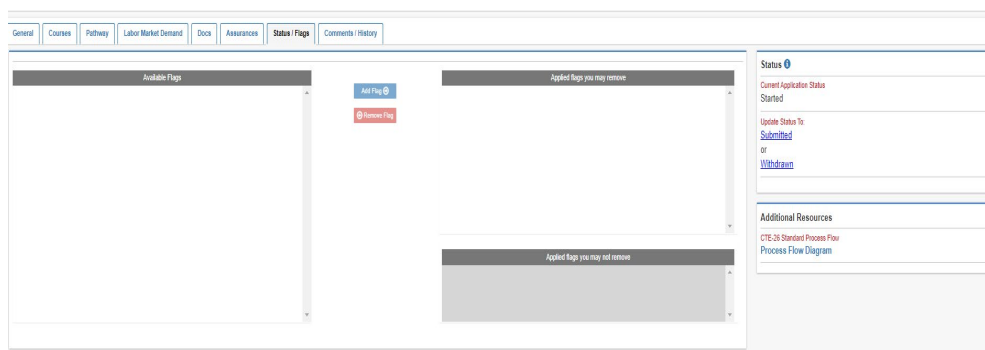 General Courses Pathway Labor Market Demand Docs Assurances Status / Flags Comments / History
Available Flags
Add Flag
Remove Flag
Applied flags you may remove
Applied flags you may not remove
Status
Current Application Status
Started
Update Status To:
Submitted
or
Withdrawn
Additional Resources
CTE-26 Standard Process Flow
Process Flow Diagram